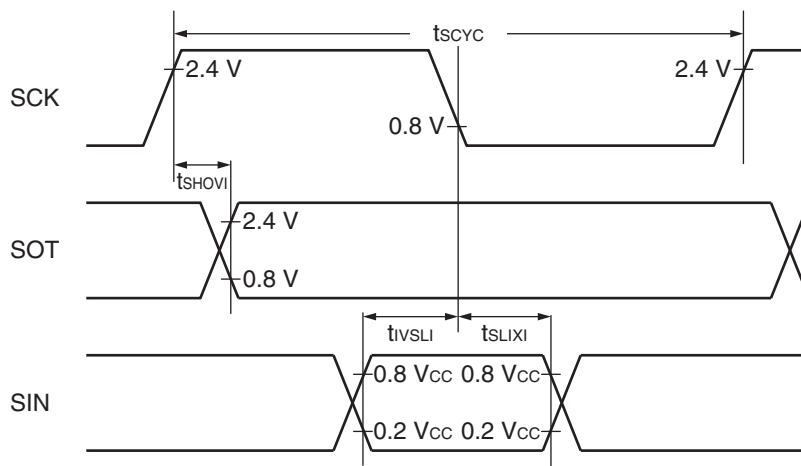 tSCYC
SCK
2.4 V
2.4 V
0.8 V
tSHOVI
SOT
2.4 V
0.8 V
tIVSLI
tSLIXI
SIN
0.8 VCC
0.8 VCC
0.2 VCC
0.2 VCC